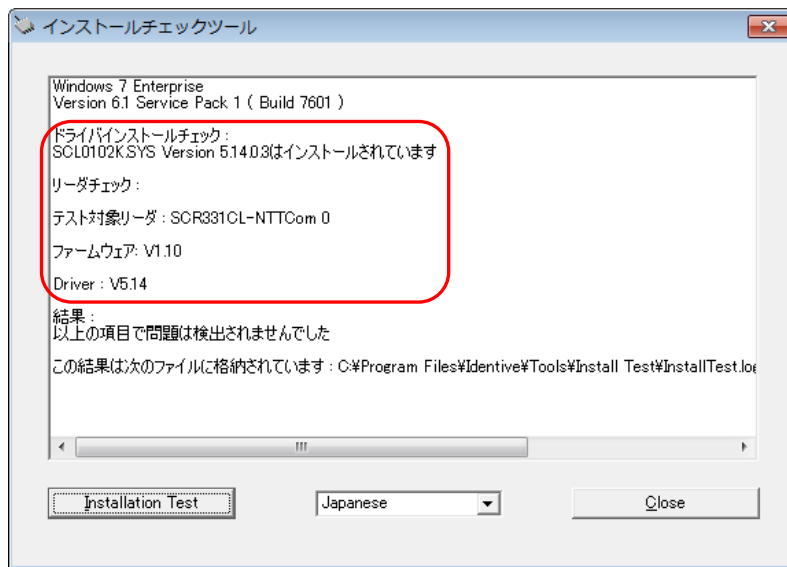 インストールチェックツール
Windows 7 Enterprise
Version 6.1 Service Pack 1 ( Build 7601 )
ドライバインストールチェック :
SCL0102K.SYS Version 5.14.0.3はインストールされています
リーダチェック :
テスト対象リーダ : SCR331CL-NTTCom 0
ファームウェア: V1.10
Driver : V5.14
結果 :
以上の項目で問題は検出されませんでした
この結果は次のファイルに格納されています : C:¥Program Files¥Identive¥Tools¥Install Test¥InstallTest.log
Installation Test
Japanese
Close